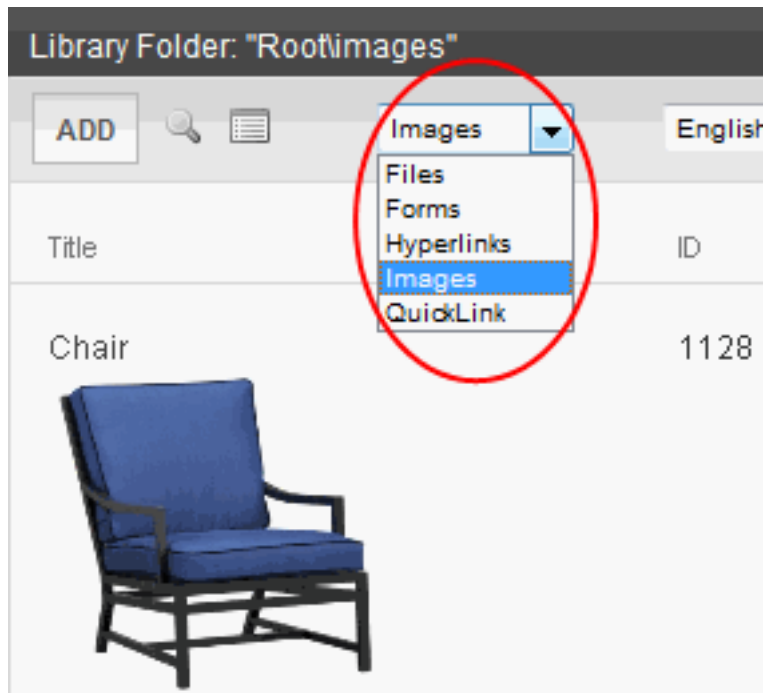 Library Folder: "Root\images"
ADD
Images
English
Files
Forms
Hyperlinks
Images
QuickLink
Title
ID
Chair
1128